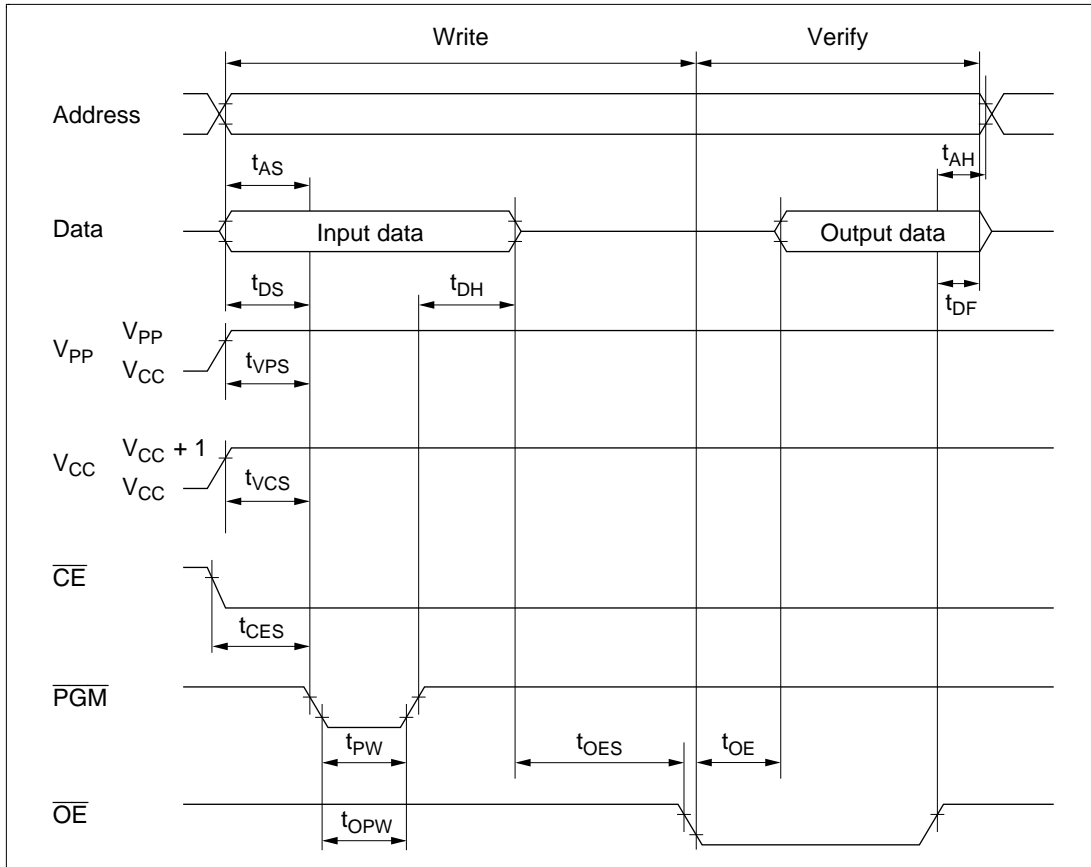 Write Verify
Address
tAS tAH
Data Input data Output data
tDS tDH tDF
VPP VPP
VCC
tVPS
VCC VCC + 1
VCC
tVCS
CE
tCES
PGM
tPW tOES tOE
OE
tOPW